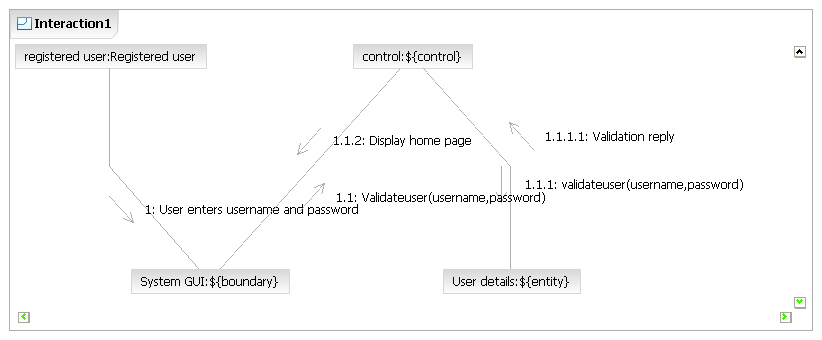 Interaction1
registered user:Registered user
control:${control}
1.1.2: Display home page
1.1.1.1: Validation reply
1.1.1: validateuser(username,password)
1.1: Validateuser(username,password)
1: User enters username and password
System GUI:${boundary}
User details:${entity}